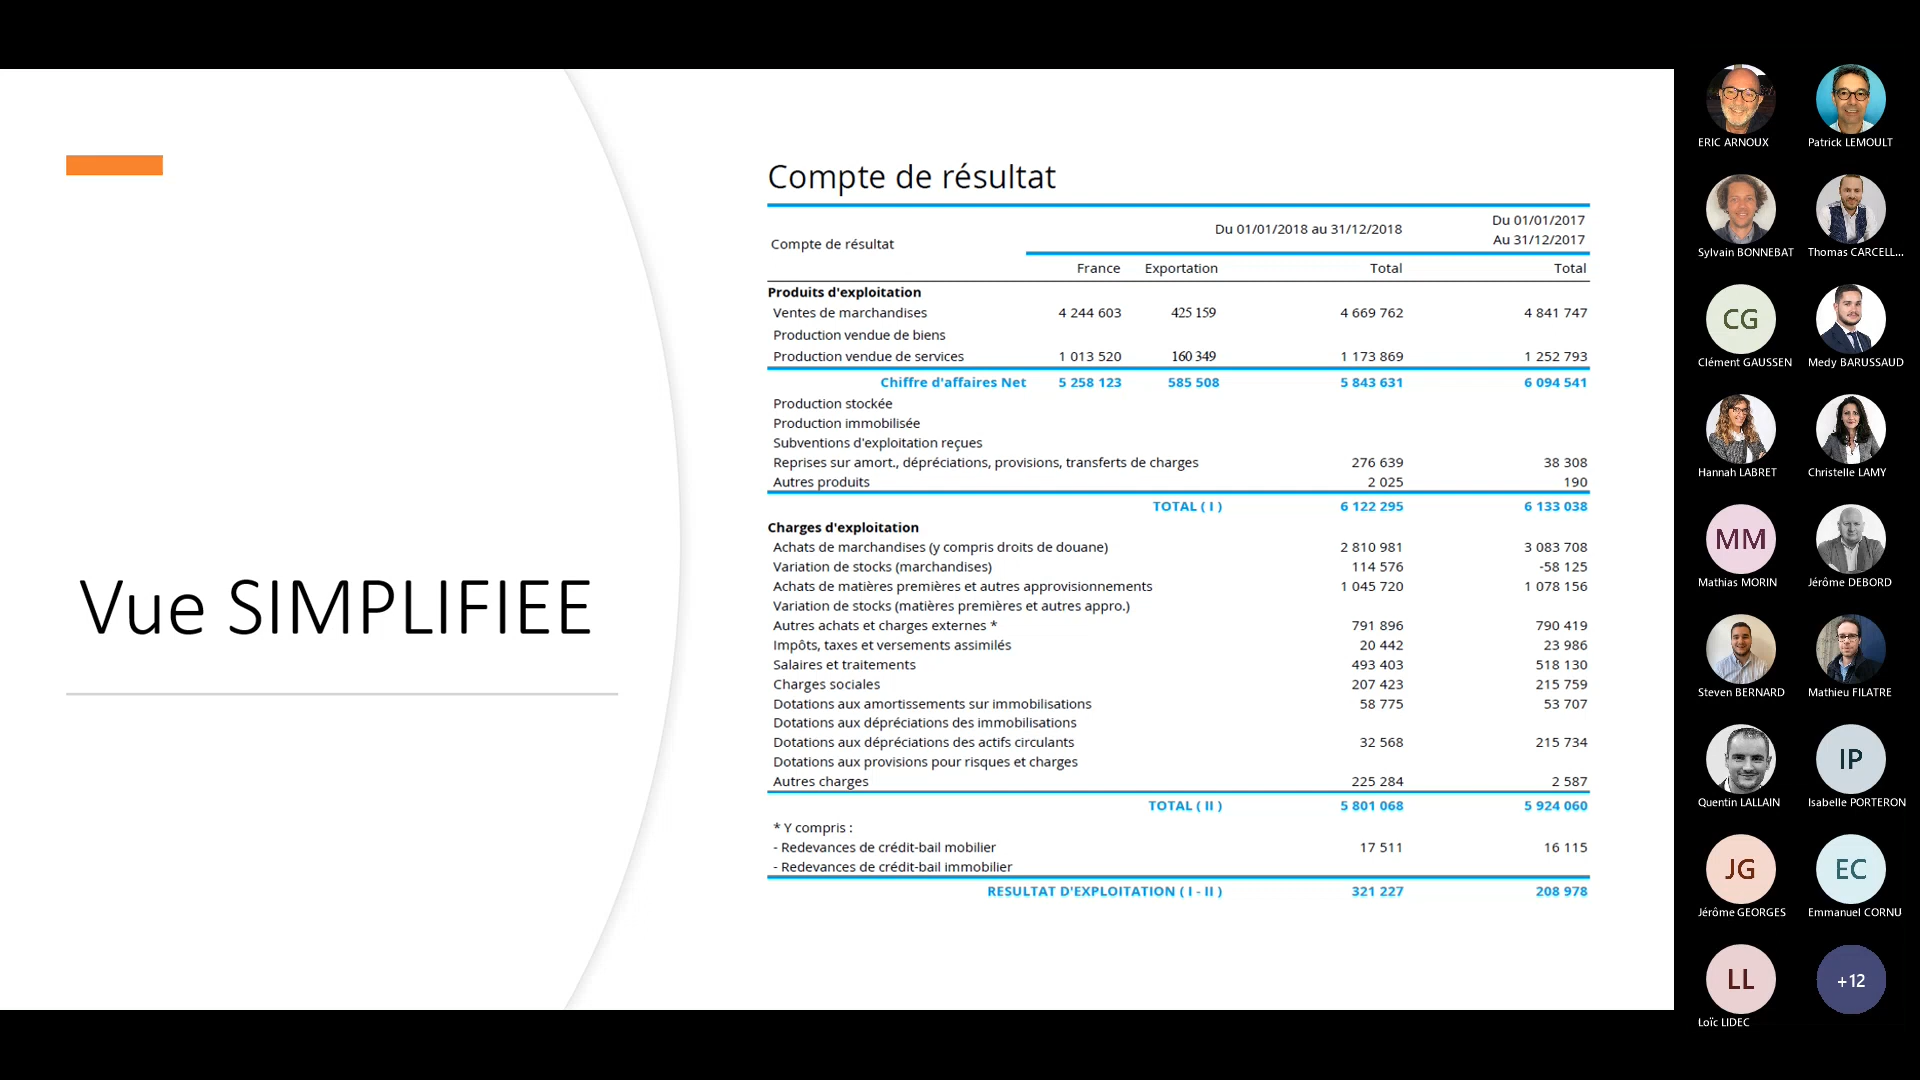 Vue SIMPLIFIEE
Compte de résultat
Compte de résultat
Du 01/01/2018 au 31/12/2018
Du 01/01/2017
Au 31/12/2017
France Exportation Total Total
Produits d'exploitation
Ventes de marchandises 4 244 603 425 159 4 669 762 4 841 747
Production vendue de biens
Production vendue de services 1 013 520 160 349 1 173 869 1 252 793
Chiffre d'affaires Net 5 258 123 585 508 5 843 631 6 094 541
Production stockée
Production immobilisée
Subventions d'exploitation reçues
Reprises sur amort., dépréciations, provisions, transferts de charges 276 639 38 308
Autres produits 2 025 190
TOTAL ( I ) 6 122 295 6 133 038
Charges d'exploitation
Achats de marchandises (y compris droits de douane) 2 810 981 3 083 708
Variation de stocks (marchandises) 114 576 -58 125
Achats de matières premières et autres approvisionnements 1 045 720 1 078 156
Variation de stocks (matières premières et autres appro.)
Autres achats et charges externes * 791 896 790 419
Impôts, taxes et versements assimilés 20 442 23 986
Salaires et traitements 493 403 518 130
Charges sociales 207 423 215 759
Dotations aux amortissements sur immobilisations 58 775 53 707
Dotations aux dépréciations des immobilisations
Dotations aux dépréciations des actifs circulants 32 568 215 734
Dotations aux provisions pour risques et charges
Autres charges 225 284 2 587
TOTAL ( II ) 5 801 068 5 924 060
* Y compris :
- Redevances de crédit-bail mobilier 17 511 16 115
- Redevances de crédit-bail immobilier
RESULTAT D'EXPLOITATION ( I - II ) 321 227 208 978
ERIC ARNOUX Patrick LEMOULT
Sylvain BONNEBAT Thomas CARCELL...
CG
Clément GAUSSEN Medy BARUSSAUD
Hannah LABRET Christelle LAMY
MM
Mathias MORIN Jérôme DEBORD
Steven BERNARD Mathieu FILATRE
IP
Quentin LALLAIN Isabelle PORTERON
JG EC
Jérôme GEORGES Emmanuel CORNU
LL +12
Loïc LIDEC